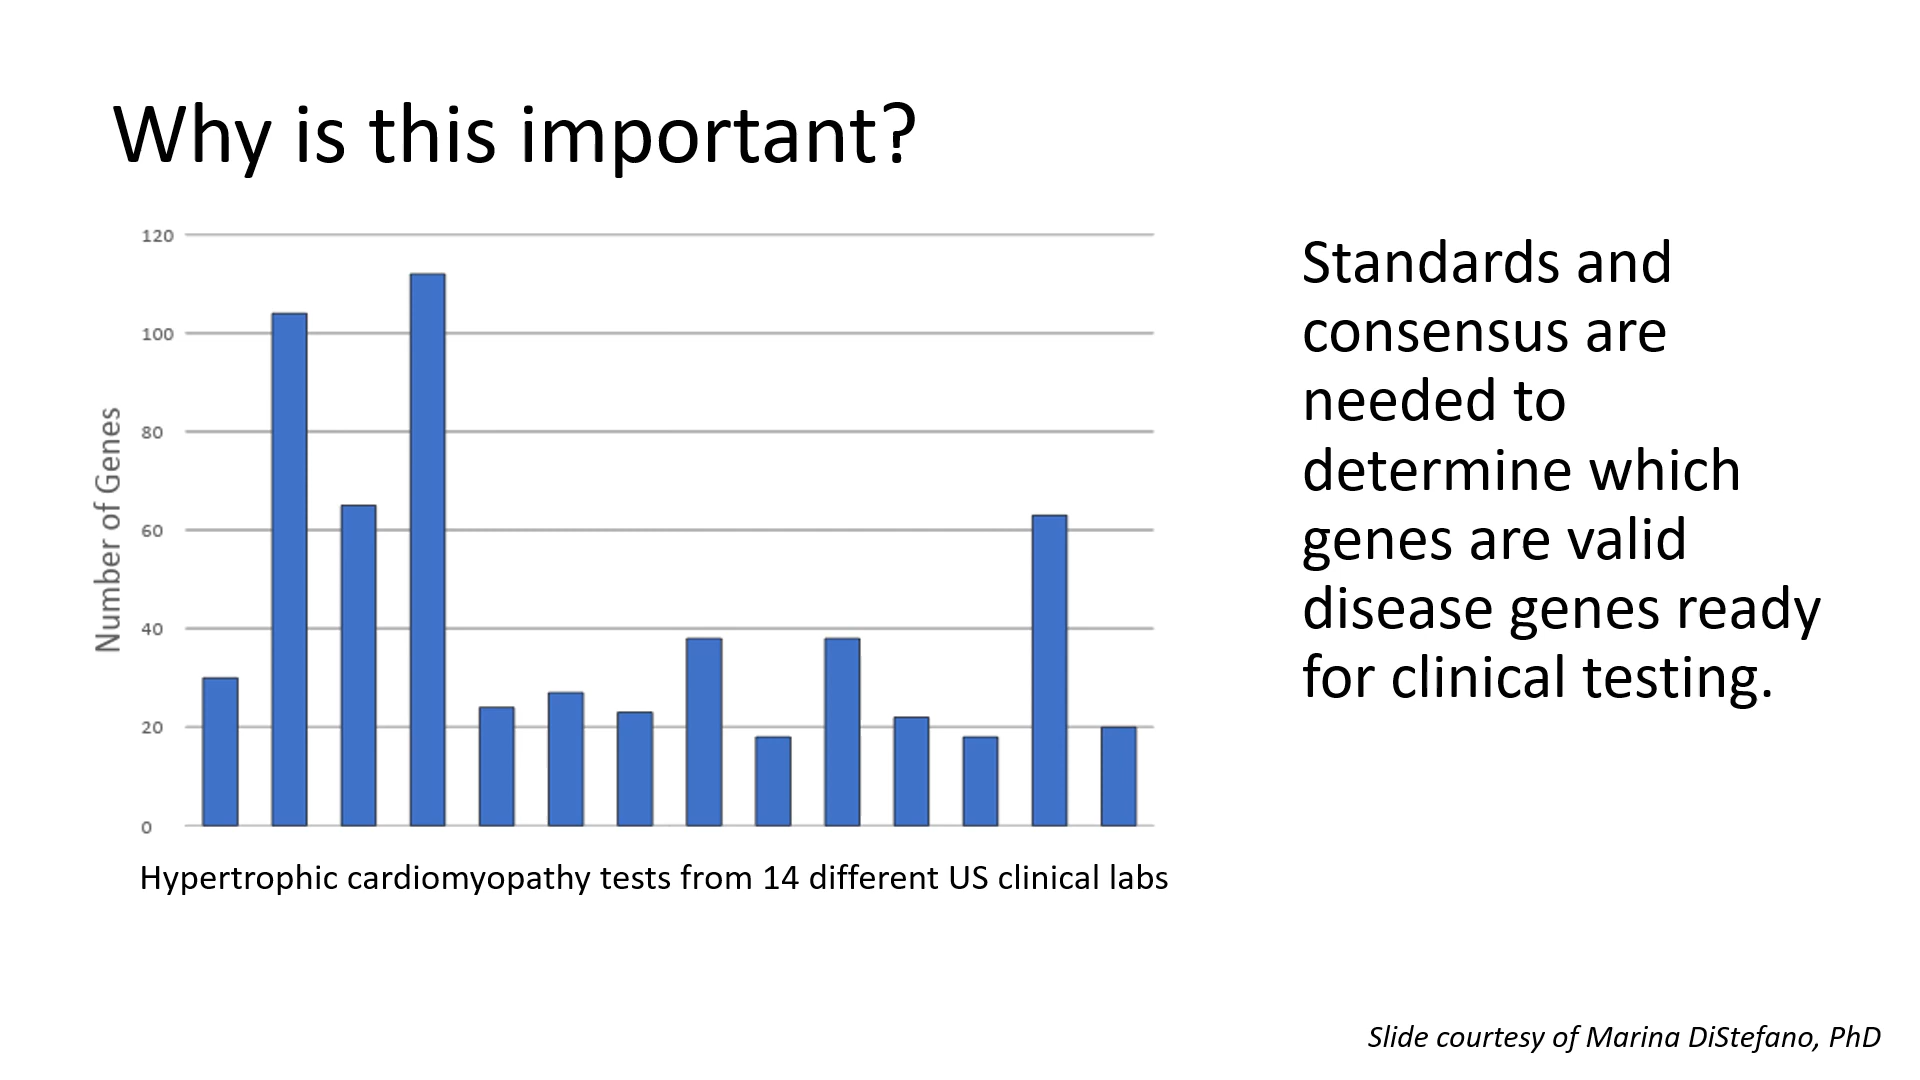 Why is this important?
120
100
80
60
40
20
0
Number of Genes
Hypertrophic cardiomyopathy tests from 14 different US clinical labs
Standards and
consensus are
needed to
determine which
genes are valid
disease genes ready
for clinical testing.
Slide courtesy of Marina DiStefano, PhD